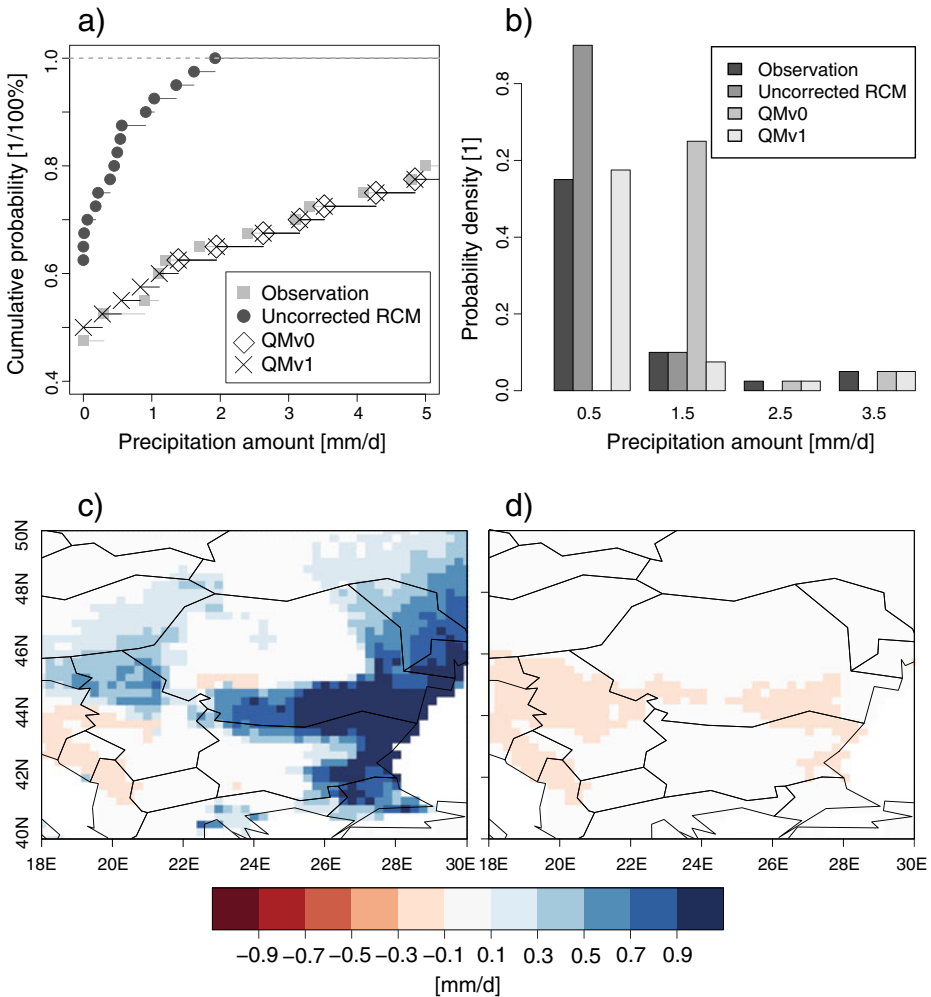 a)
Cumulative probability [1/100%]
1.0
0.8
0.6
0.4
0
1
2
3
4
5
Precipitation amount [mm/d]
Observation
Uncorrected RCM
QMv0
QMv1
b)
Probability density [1]
0.8
0.2
0.4
0.2
0.0
0.5
1.5
2.5
3.5
Precipitation amount [mm/d]
Observation
Uncorrected RCM
QMv0
QMv1
c)
50N
48N
46N
44N
42N
40N
18E 20E 22E 24E 26E 28E 30E
d)
18E 20E 22E 24E 26E 28E 30E
−0.9 −0.7 −0.5 −0.3 −0.1 0.1 0.3 0.5 0.7 0.9
[mm/d]